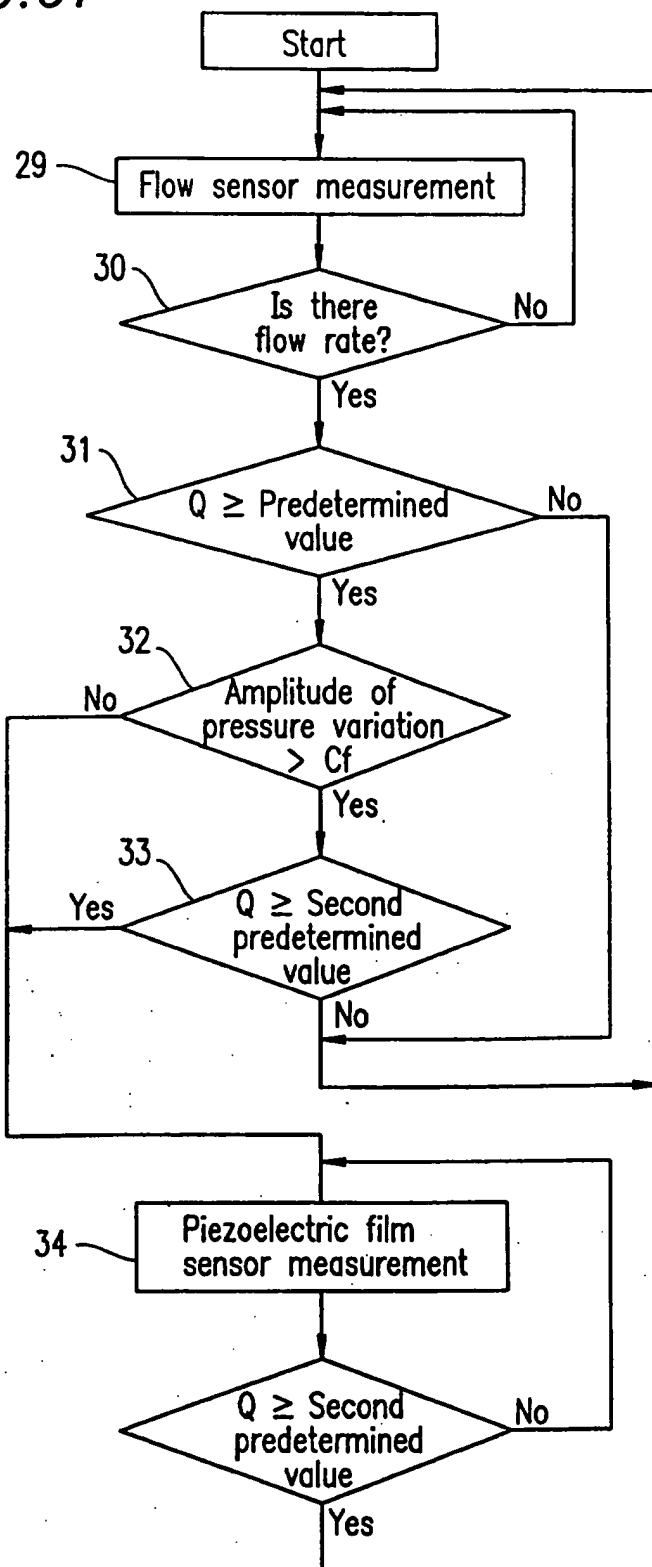 Start
29
Flow sensor measurement
30
Is there
flow rate?
No
Yes
31
Q ≥ Predetermined
value
No
Yes
32
No
Amplitude of
pressure variation
> Cf
Yes
33
Yes
Q ≥ Second
predetermined
value
No
34
Piezoelectric film
sensor measurement
Q ≥ Second
predetermined
value
No
Yes